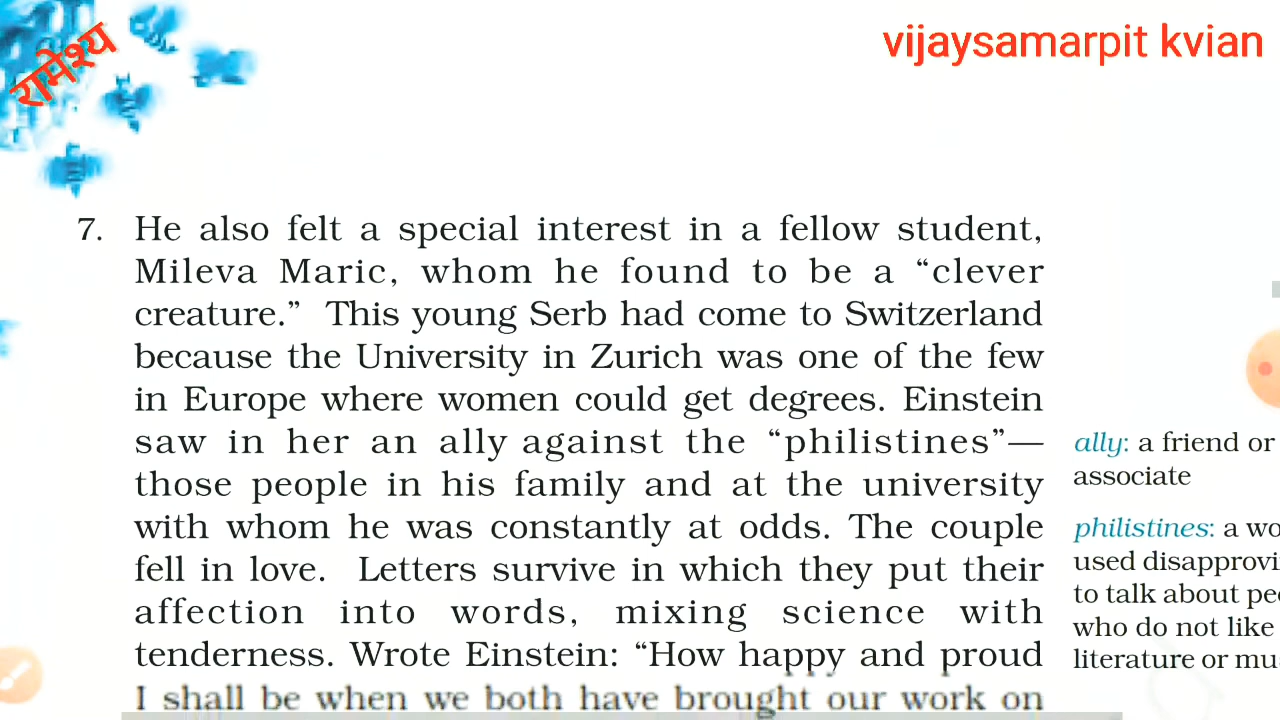 रामेश्य
vijaysamarpit kvian
7. He also felt a special interest in a fellow student,
Mileva Maric, whom he found to be a “clever
creature.” This young Serb had come to Switzerland
because the University in Zurich was one of the few
in Europe where women could get degrees. Einstein
saw in her an ally against the “philistines”—
those people in his family and at the university
with whom he was constantly at odds. The couple
fell in love. Letters survive in which they put their
affection into words, mixing science with
tenderness. Wrote Einstein: “How happy and proud
I shall be when we both have brought our work on
ally: a friend or
associate
philistines: a
used
to talk about
who do not like
literature or